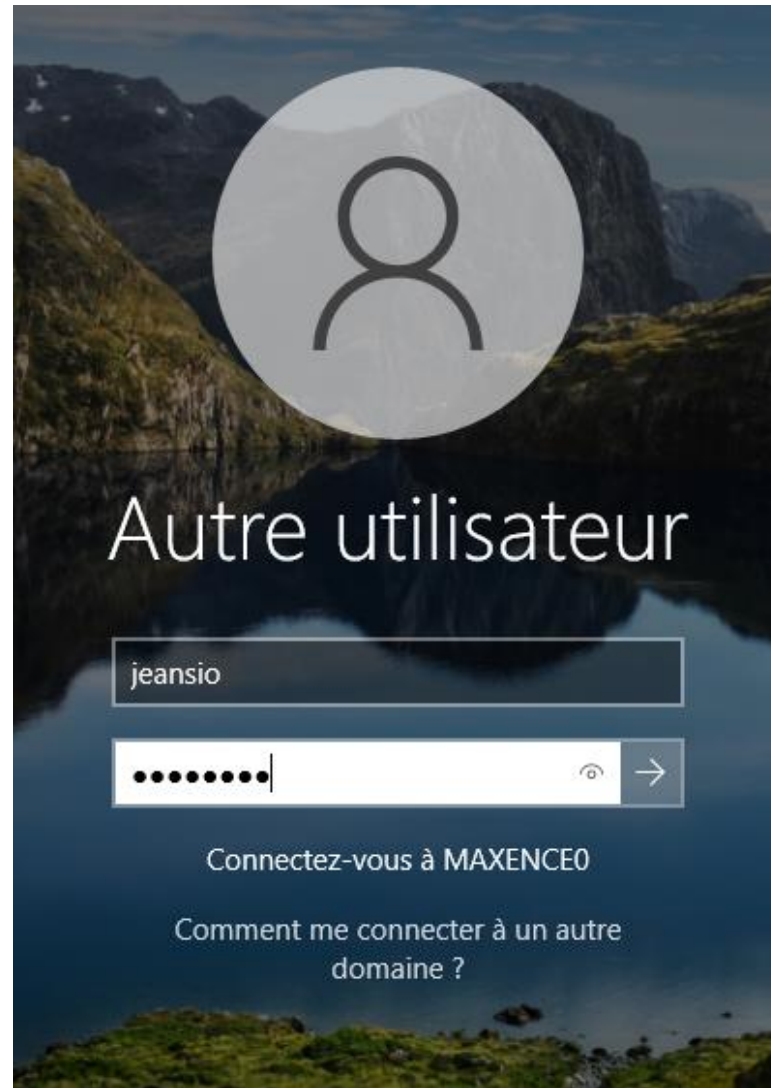 Autre utilisateur
jeansio
••••••••
Connectez-vous à MAXENCE0
Comment me connecter à un autre
domaine ?